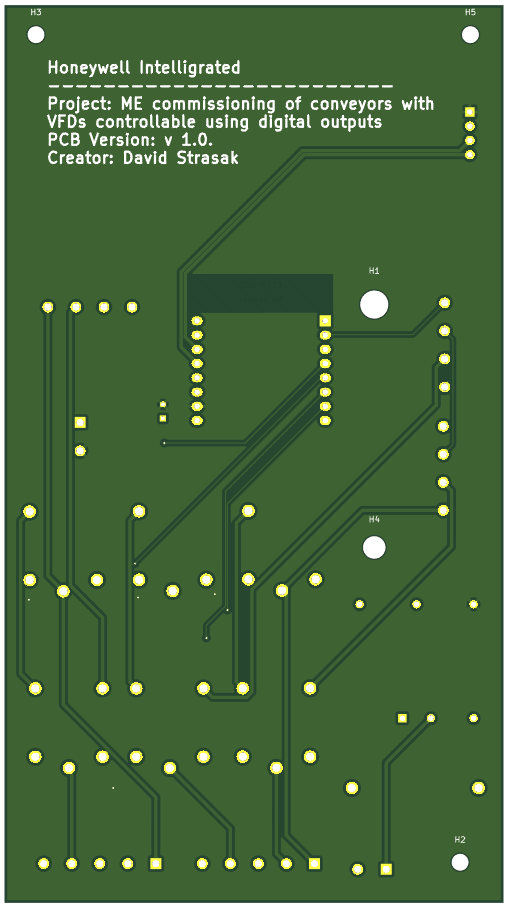 H3
H5
Honeywell Intelligrated
---------------------------
Project: ME commissioning of conveyors with
VFDs controllable using digital outputs
PCB Version: v 1.0.
Creator: David Strasak
H1
H4
H2